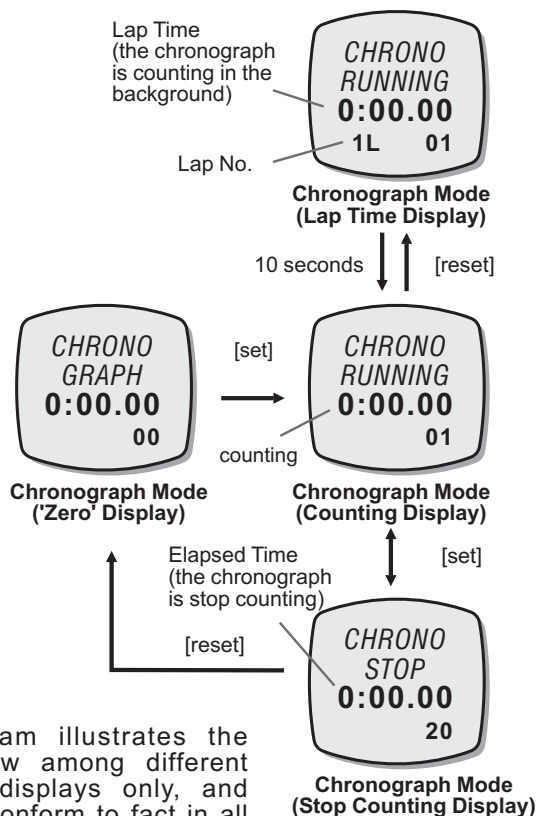 Lap Time
(the chronograph
is counting in the
background)
Lap No.
CHRONO
RUNNING
0:00.00
1L 01
Chronograph Mode
(Lap Time Display)
10 seconds
[reset]
CHRONO
GRAPH
0:00.00
00
Chronograph Mode
('Zero' Display)
[set]
counting
CHRONO
RUNNING
0:00.00
01
Chronograph Mode
(Counting Display)
Elapsed Time
(the chronograph
is stop counting)
[set]
[reset]
CHRONO
STOP
0:00.00
20
Chronograph Mode
(Stop Counting Display)
am illustrates the
w among different
displays only, and
onform to fact in all